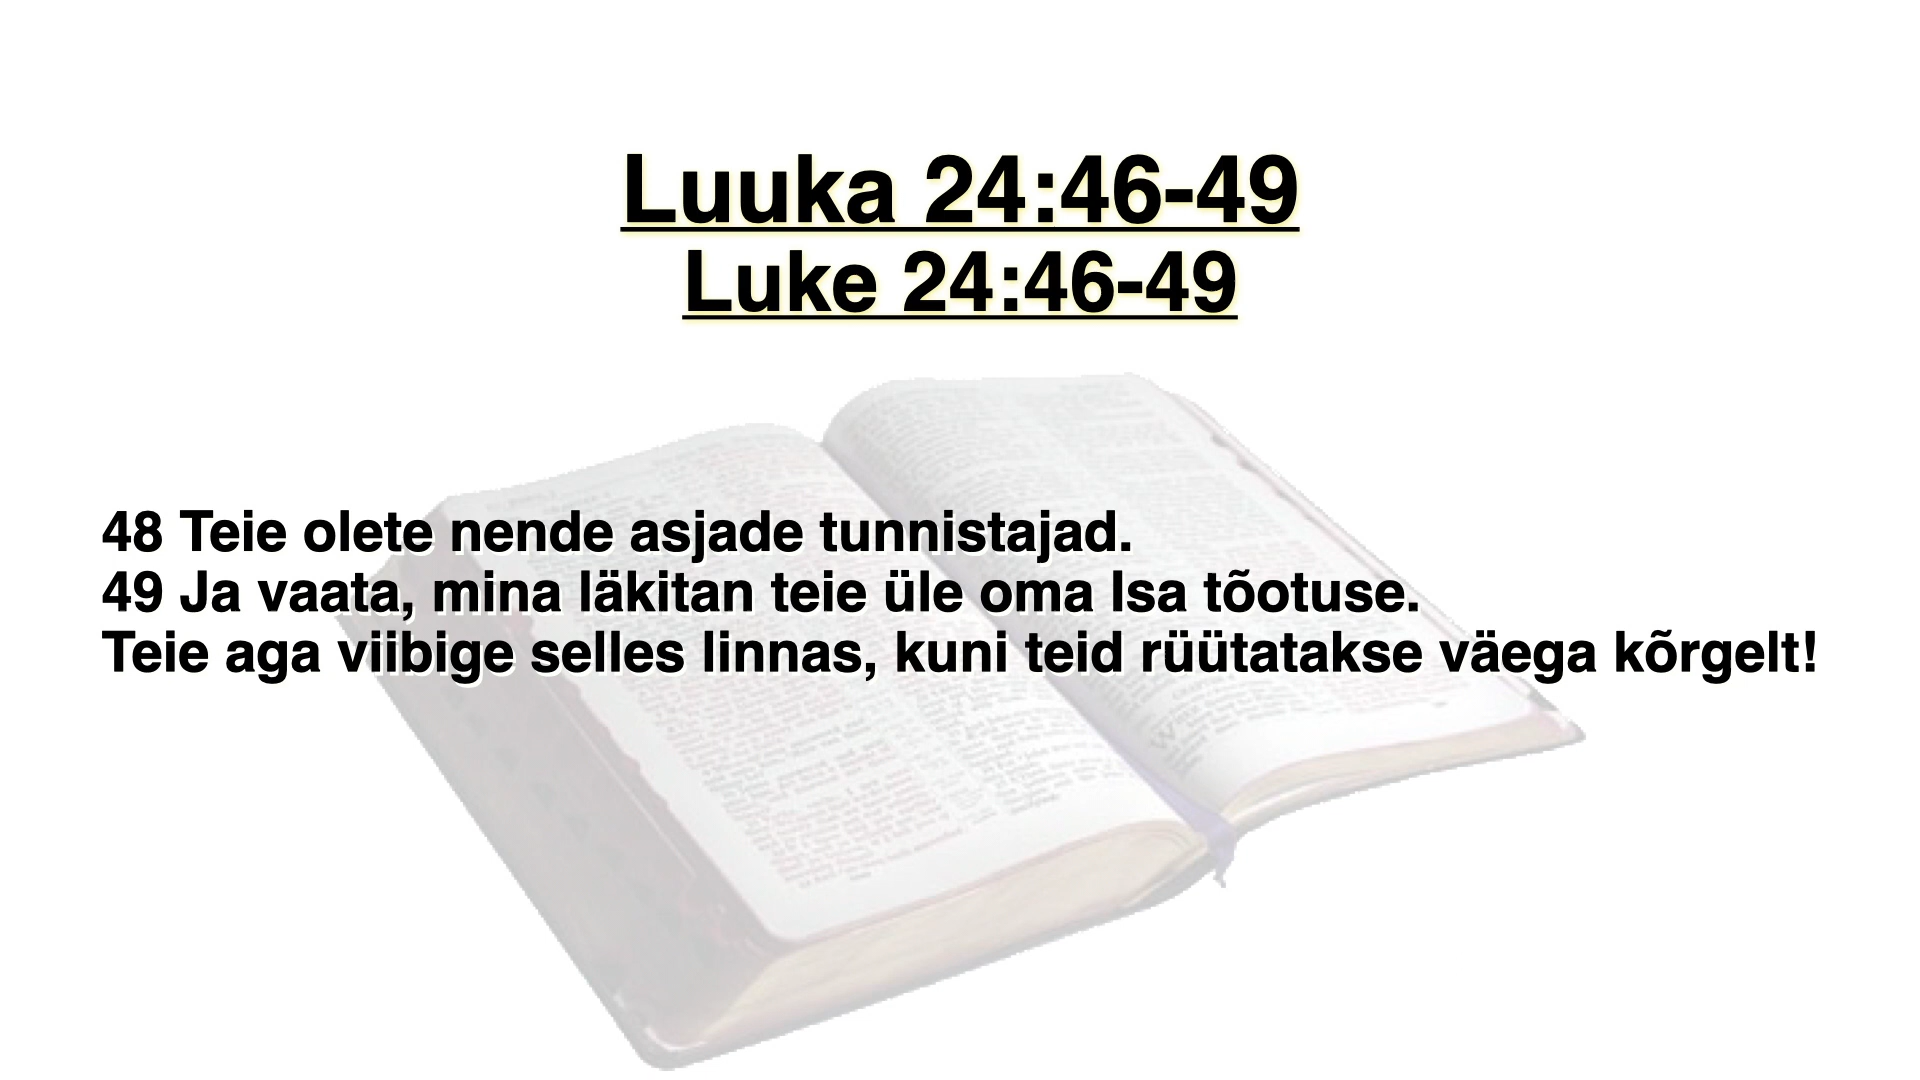 Luuka 24:46-49
Luke 24:46-49
48 Teie olete nende asjade tunnistajad.
49 Ja vaata, mina läkitan teie üle oma Isa tõotuse.
Teie aga viibige selles linnas, kuni teid rüütatakse väega kõrgelt!